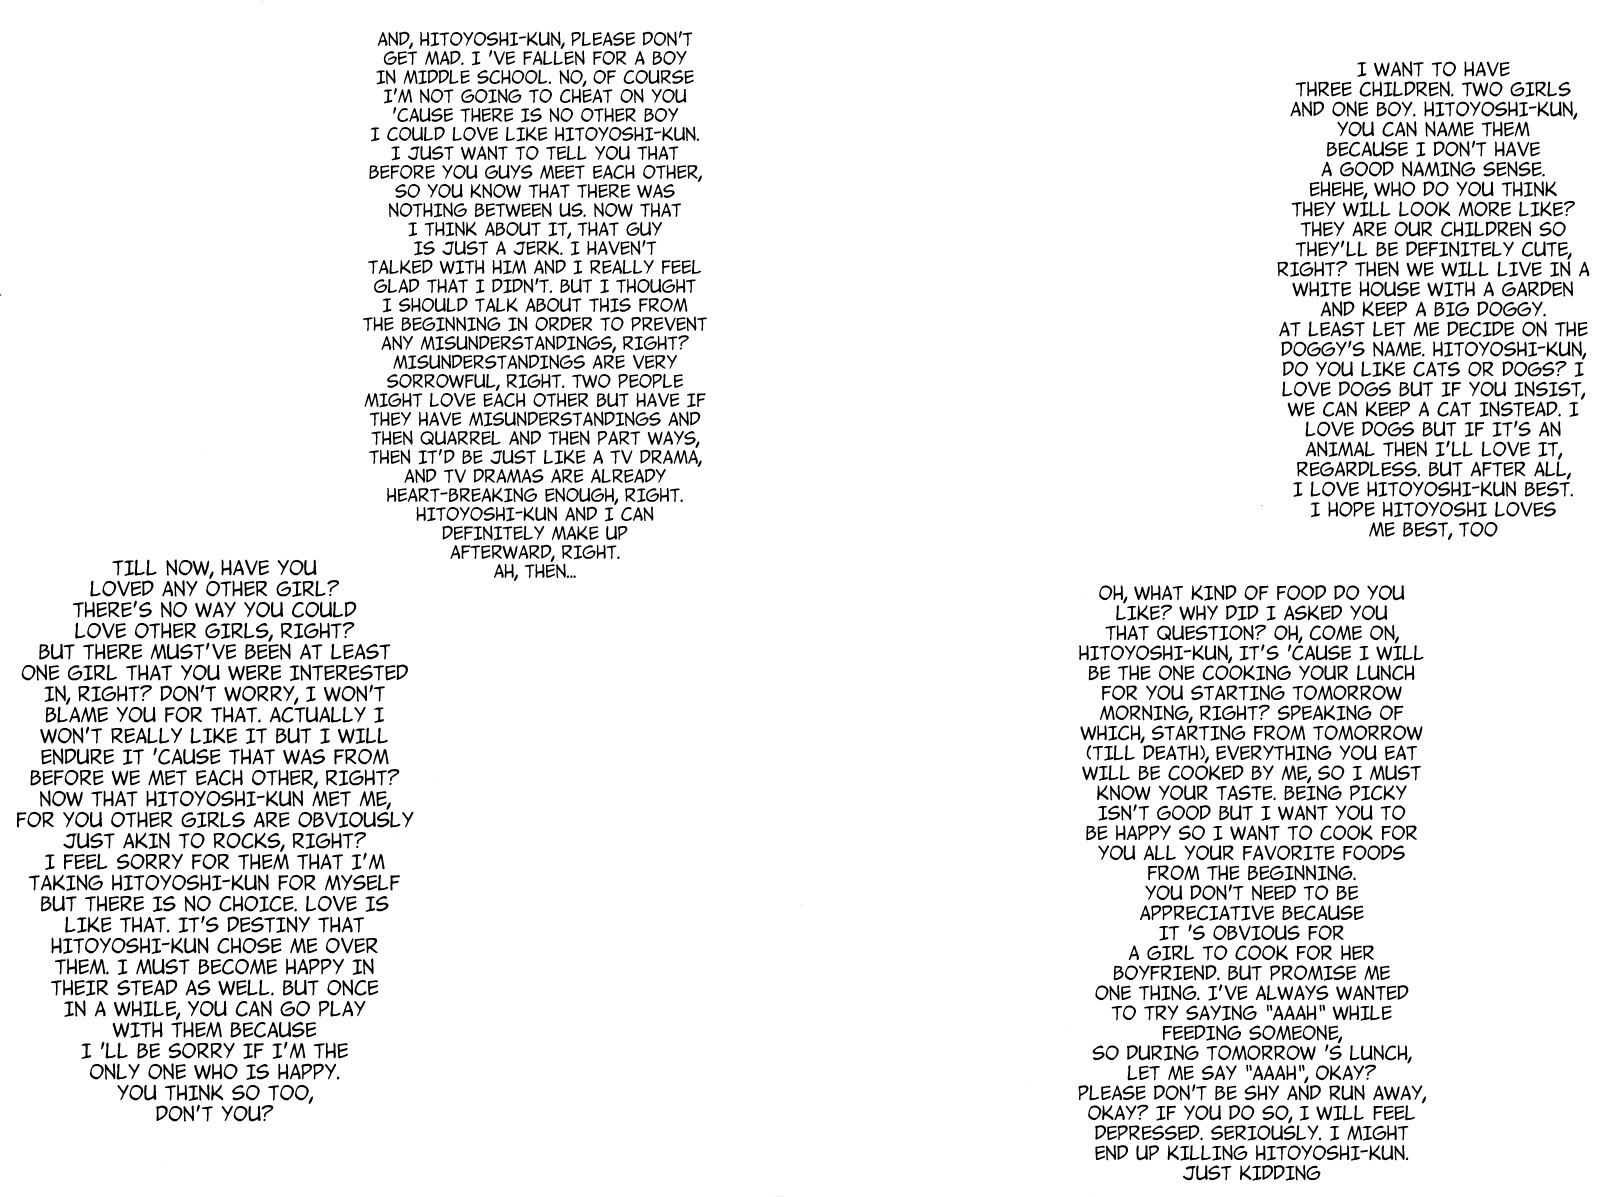 I WANT TO HAVE
THREE CHILDREN. TWO GIRLS
AND ONE BOY. HITOYOSHI-KUN,
YOU CAN NAME THEM
BECAUSE I DON'T HAVE
A GOOD NAMING SENSE.
EHEHE, WHO DO YOU THINK
THEY WILL LOOK MORE LIKE?
THEY ARE OUR CHILDREN SO
THEY'LL BE DEFINITELY CUTE,
RIGHT? THEN WE WILL LIVE IN A
WHITE HOUSE WITH A GARDEN
AND KEEP A BIG DOGGY.
AT LEAST LET ME DECIDE ON THE
DOGGY'S NAME. HITOYOSHI-KUN,
DO YOU LIKE CATS OR DOGS? I
LOVE DOGS BUT IF YOU INSIST,
WE CAN KEEP A CAT INSTEAD. I
LOVE DOGS BUT IF IT'S AN
ANIMAL THEN I'LL LOVE IT,
REGARDLESS. BUT AFTER ALL,
I LOVE HITOYOSHI-KUN BEST.
I HOPE HITOYOSHI LOVES
ME BEST, TOO
OH, WHAT KIND OF FOOD DO YOU
LIKE? WHY DID I ASKED YOU
THAT QUESTION? OH, COME ON,
HITOYOSHI-KUN, IT'S 'CAUSE I WILL
BE THE ONE COOKING YOUR LUNCH
FOR YOU STARTING TOMORROW
MORNING, RIGHT? SPEAKING OF
WHICH, STARTING FROM TOMORROW
(TILL DEATH), EVERYTHING YOU EAT
WILL BE COOKED BY ME, SO I MUST
KNOW YOUR TASTE. BEING PICKY
ISN'T GOOD BUT I WANT YOU TO
BE HAPPY SO I WANT TO COOK FOR
YOU ALL YOUR FAVORITE FOODS
FROM THE BEGINNING.
YOU DON'T NEED TO BE
APPRECIATIVE BECAUSE
IT 'S OBVIOUS FOR
A GIRL TO COOK FOR HER
BOYFRIEND. BUT PROMISE ME
ONE THING. I'VE ALWAYS WANTED
TO TRY SAYING "AAAH" WHILE
FEEDING SOMEONE,
SO DURING TOMORROW 'S LUNCH,
LET ME SAY "AAAH", OKAY?
PLEASE DON'T BE SHY AND RUN AWAY,
OKAY? IF YOU DO SO, I WILL FEEL
DEPRESSED. SERIOUSLY. I MIGHT
END UP KILLING HITOYOSHI-KUN.
JUST KIDDING
AND, HITOYOSHI-KUN, PLEASE DON'T
GET MAD. I 'VE FALLEN FOR A BOY
IN MIDDLE SCHOOL. NO, OF COURSE
I'M NOT GOING TO CHEAT ON YOU
'CAUSE THERE IS NO OTHER BOY
I COULD LOVE LIKE HITOYOSHI-KUN.
I JUST WANT TO TELL YOU THAT
BEFORE YOU GUYS MEET EACH OTHER,
SO YOU KNOW THAT THERE WAS
NOTHING BETWEEN US. NOW THAT
I THINK ABOUT IT, THAT GUY
IS JUST A JERK. I HAVEN'T
TALKED WITH HIM AND I REALLY FEEL
GLAD THAT I DIDN'T. BUT I THOUGHT
I SHOULD TALK ABOUT THIS FROM
THE BEGINNING IN ORDER TO PREVENT
ANY MISUNDERSTANDINGS, RIGHT?
MISUNDERSTANDINGS ARE VERY
SORROWFUL, RIGHT. TWO PEOPLE
MIGHT LOVE EACH OTHER BUT HAVE IF
THEY HAVE MISUNDERSTANDINGS AND
THEN QUARREL AND THEN PART WAYS,
THEN IT'D BE JUST LIKE A TV DRAMA,
AND TV DRAMAS ARE ALREADY
HEART-BREAKING ENOUGH, RIGHT.
HITOYOSHI-KUN AND I CAN
DEFINITELY MAKE UP
AFTERWARD, RIGHT.
AH, THEN...
TILL NOW, HAVE YOU
LOVED ANY OTHER GIRL?
THERE'S NO WAY YOU COULD
LOVE OTHER GIRLS, RIGHT?
BUT THERE MUST'VE BEEN AT LEAST
ONE GIRL THAT YOU WERE INTERESTED
IN, RIGHT? DON'T WORRY, I WON'T
BLAME YOU FOR THAT. ACTUALLY I
WON'T REALLY LIKE IT BUT I WILL
ENDURE IT 'CAUSE THAT WAS FROM
BEFORE WE MET EACH OTHER, RIGHT?
NOW THAT HITOYOSHI-KUN MET ME,
FOR YOU OTHER GIRLS ARE OBVIOUSLY
JUST AKIN TO ROCKS, RIGHT?
I FEEL SORRY FOR THEM THAT I'M
TAKING HITOYOSHI-KUN FOR MYSELF
BUT THERE IS NO CHOICE. LOVE IS
LIKE THAT. IT'S DESTINY THAT
HITOYOSHI-KUN CHOSE ME OVER
THEM. I MUST BECOME HAPPY IN
THEIR STEAD AS WELL. BUT ONCE
IN A WHILE, YOU CAN GO PLAY
WITH THEM BECAUSE
I 'LL BE SORRY IF I'M THE
ONLY ONE WHO IS HAPPY.
YOU THINK SO TOO,
DON'T YOU?